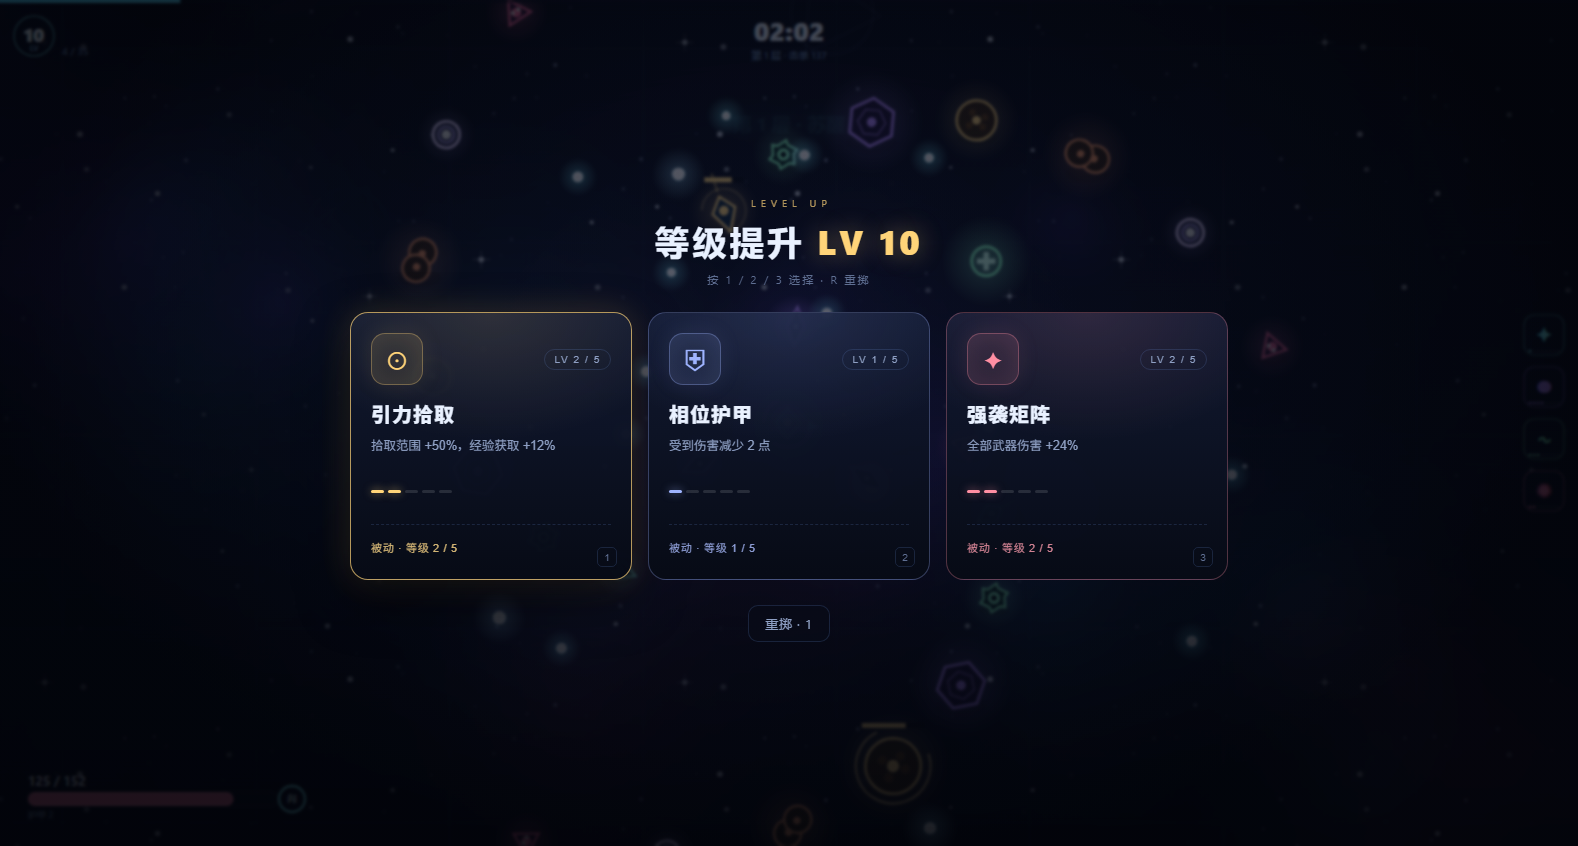 10
02:02
LEVEL UP
等级提升 LV 10
按 1 / 2 / 3 选择 · R 重掷
LV 2 / 5
引力拾取
拾取范围 +50%，经验获取 +12%
被动 · 等级 2 / 5
1
LV 1 / 5
相位护甲
受到伤害减少 2 点
被动 · 等级 1 / 5
2
LV 2 / 5
强袭矩阵
全部武器伤害 +24%
被动 · 等级 2 / 5
3
重掷 · 1
125 / 152